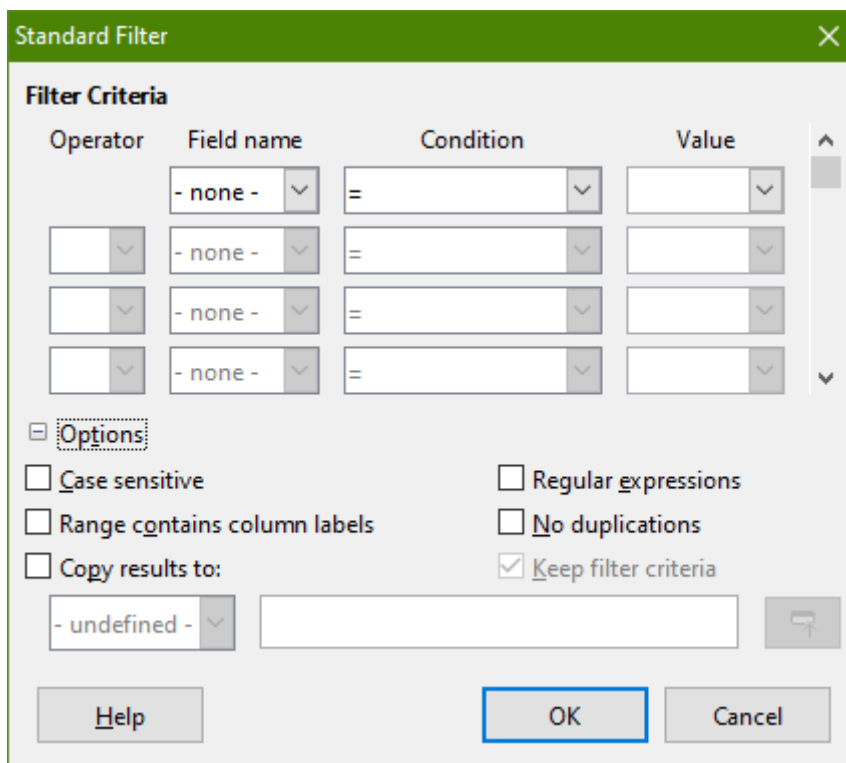 Standard Filter
Filter Criteria
Operator Field name Condition Value
- none - =
- none - =
- none - =
- none - =
Options
Case sensitive Regular expressions
Range contains column labels No duplications
Copy results to: Keep filter criteria
- undefined -
Help OK Cancel